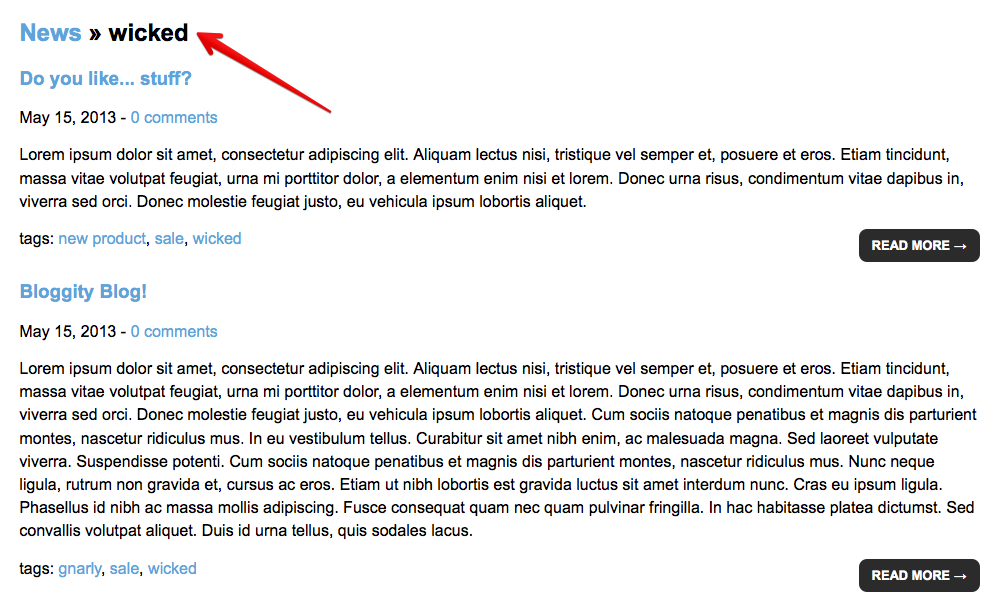 News » wicked
Do you like... stuff?
May 15, 2013 - 0 comments
Lorem ipsum dolor sit amet, consectetur adipiscing elit. Aliquam lectus nisi, tristique vel semper et, posuere et eros. Etiam tincidunt,
massa vitae volutpat feugiat, urna mi porttitor dolor, a elementum enim nisi et lorem. Donec urna risus, condimentum vitae dapibus in,
viverra sed orci. Donec molestie feugiat justo, eu vehicula ipsum lobortis aliquet.
tags: new product, sale, wicked
READ MORE →
Bloggity Blog!
May 15, 2013 - 0 comments
Lorem ipsum dolor sit amet, consectetur adipiscing elit. Aliquam lectus nisi, tristique vel semper et, posuere et eros. Etiam tincidunt,
massa vitae volutpat feugiat, urna mi porttitor dolor, a elementum enim nisi et lorem. Donec urna risus, condimentum vitae dapibus in,
viverra sed orci. Donec molestie feugiat justo, eu vehicula ipsum lobortis aliquet. Cum sociis natoque penatibus et magnis dis parturient
montes, nascetur ridiculus mus. In eu vestibulum tellus. Curabitur sit amet nibh enim, ac malesuada magna. Sed laoreet vulputate
viverra. Suspendisse potenti. Cum sociis natoque penatibus et magnis dis parturient montes, nascetur ridiculus mus. Nunc neque
ligula, rutrum non gravida et, cursus ac eros. Etiam ut nibh lobortis est gravida luctus sit amet interdum nunc. Cras eu ipsum ligula.
Phasellus id nibh ac massa mollis adipiscing. Fusce consequat quam nec quam pulvinar fringilla. In hac habitasse platea dictumst. Sed
convallis volutpat aliquet. Duis id urna tellus, quis sodales lacus.
tags: gnarly, sale, wicked
READ MORE →